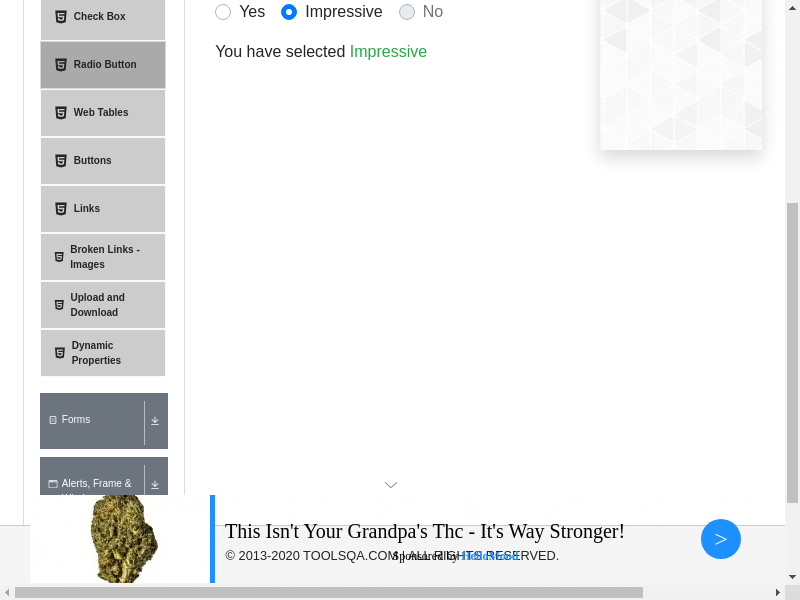 Check Box
Yes Impressive No
Radio Button
You have selected Impressive
Web Tables
Buttons
Links
Broken Links -
Images
Upload and
Download
Dynamic
Properties
Forms
Alerts, Frame &
This Isn't Your Grandpa's Thc - It's Way Stronger!
>
© 2013-2020 TOOLSQA.COM | ALL RIGHTS RESERVED.
Sponsored by